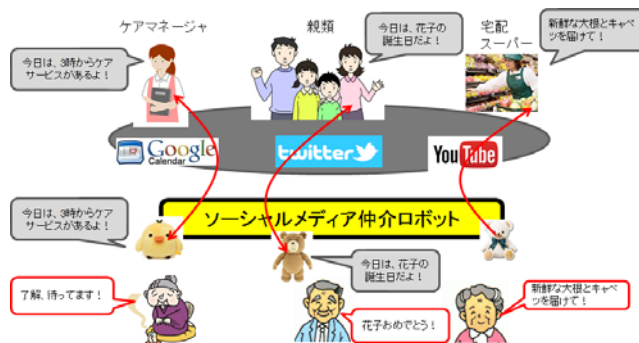 ケアマネージャ
親類
宅配
スーパー
今日は、3時からケア
サービスがあるよ!
今日は、花子の
誕生日だよ!
新鮮な大根とキャベ
ツを届けて!
Google
Calendar
twitter
YouTube
ソーシャルメディア仲介ロボット
今日は、3時からケア
サービスがあるよ!
今日は、花子の
誕生日だよ!
了解、待ってます!
花子おめでとう!
新鮮な大根とキャベ
ツを届けて!